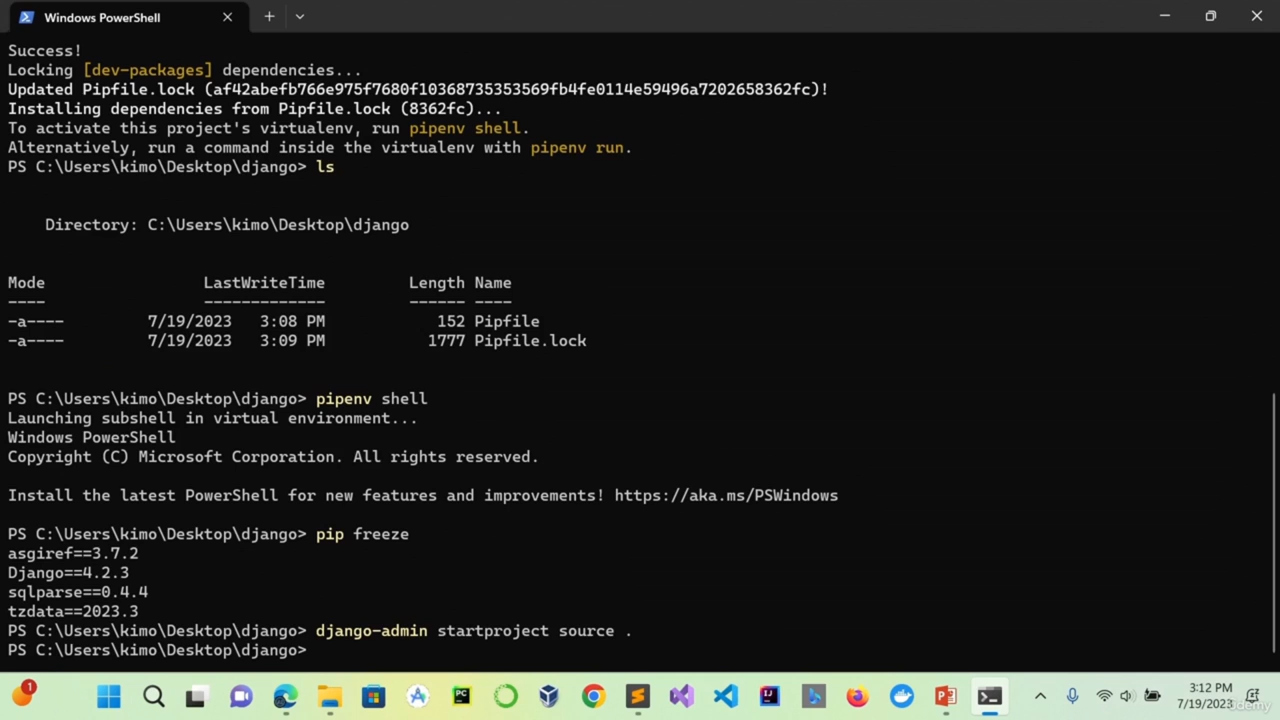 Windows PowerShell
Success!
Locking [dev-packages] dependencies...
Updated Pipfile.lock (af42abefb766e975f7680f10368735353569fb4fe0114e59496a7202658362fc)!
Installing dependencies from Pipfile.lock (8362fc)...
To activate this project's virtualenv, run pipenv shell.
Alternatively, run a command inside the virtualenv with pipenv run.
PS C:\Users\kimo\Desktop\django> ls
Directory: C:\Users\kimo\Desktop\django
Mode LastWriteTime Length Name
---- ------------- ------ ----
-a---- 7/19/2023 3:08 PM 152 Pipfile
-a---- 7/19/2023 3:09 PM 1777 Pipfile.lock
PS C:\Users\kimo\Desktop\django> pipenv shell
Launching subshell in virtual environment...
Windows PowerShell
Copyright (C) Microsoft Corporation. All rights reserved.
Install the latest PowerShell for new features and improvements! https://aka.ms/PSWindows
PS C:\Users\kimo\Desktop\django> pip freeze
asgiref==3.7.2
Django==4.2.3
sqlparse==0.4.4
tzdata==2023.3
PS C:\Users\kimo\Desktop\django> django-admin startproject source .
PS C:\Users\kimo\Desktop\django>
1
PC
3:12 PM
7/19/2023
Udemy